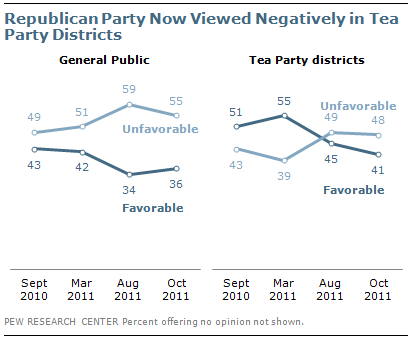 Republican Party Now Viewed Negatively in Tea
Party Districts
General Public
Tea Party districts
49
51
59
55
Unfavorable
43
42
34
36
Favorable
51
55
Unfavorable
49
48
43
39
45
41
Favorable
Sept Mar Aug Oct
2010 2011 2011 2011
Sept Mar Aug Oct
2010 2011 2011 2011
PEW RESEARCH CENTER Percent offering no opinion not shown.